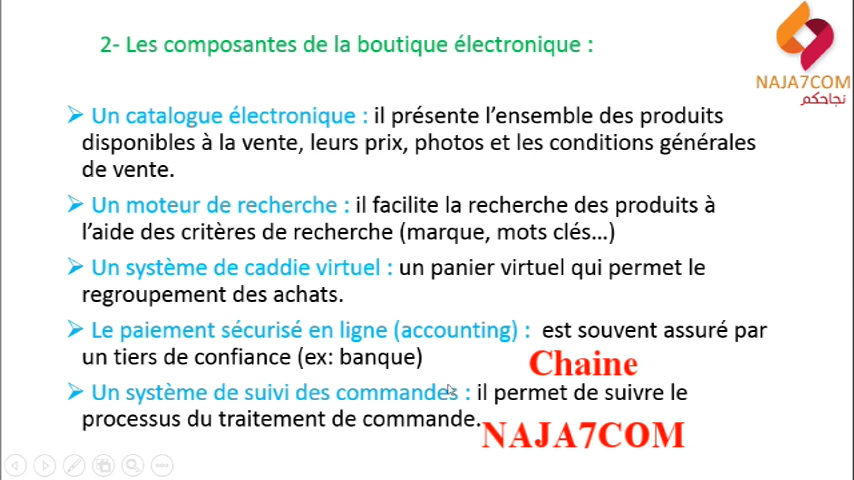 2- Les composantes de la boutique électronique :
NAJA7COM
نجاحكم
Un catalogue électronique : il présente l'ensemble des produits
disponibles à la vente, leurs prix, photos et les conditions générales
de vente.
Un moteur de recherche : il facilite la recherche des produits à
l'aide des critères de recherche (marque, mots clés…)
Un système de caddie virtuel : un panier virtuel qui permet le
regroupement des achats.
Le paiement sécurisé en ligne (accounting) : est souvent assuré par
un tiers de confiance (ex: banque)
Chaine
Un système de suivi des commandes : il permet de suivre le
processus du traitement de commande.
NAJA7COM